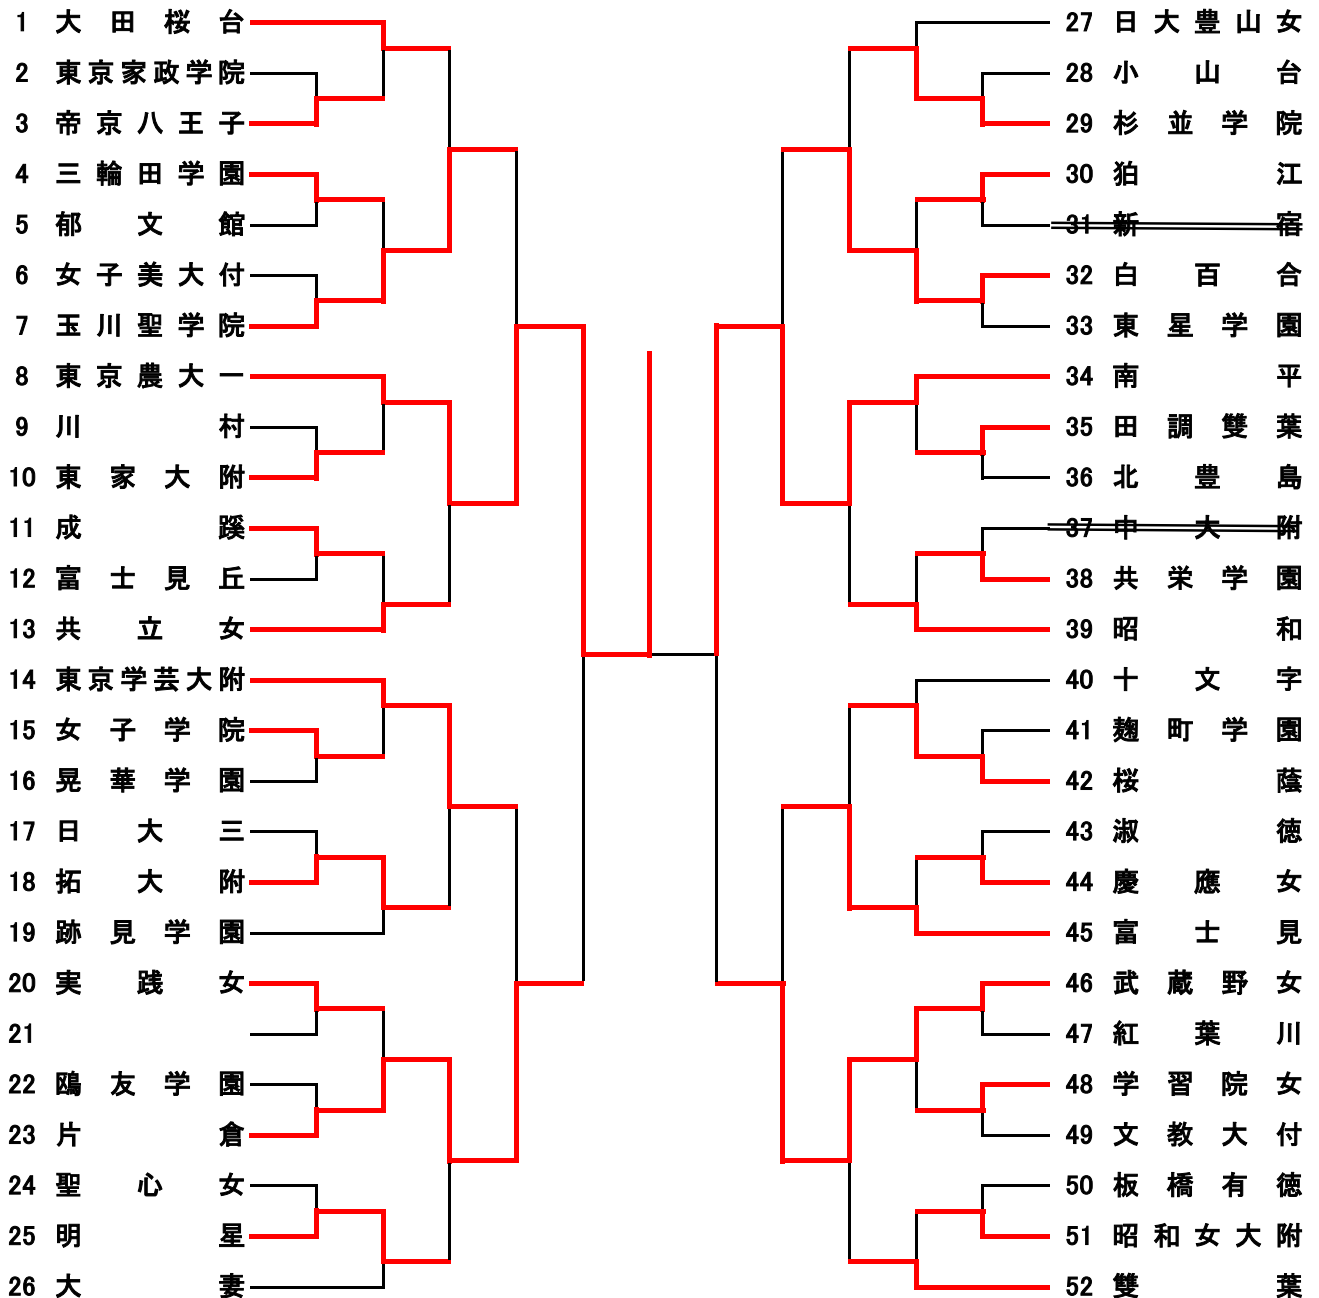 1 大田桜台
2 東京家政学院
3 帝京八王子
4 三輪田学園
5 郁文館
6 女子美大付
7 玉川聖学院
8 東京農大一
9 川村
10 東家大附
11 成蹊
12 富士見丘
13 共立女
14 東京学芸大附
15 女子学院
16 晃華学園
17 日大三
18 拓大附
19 跡見学園
20 実践女
21
22 鴎友学園
23 片倉
24 聖心女
25 明星
26 大妻
27 日大豊山女
28 小山台
29 杉並学院
30 狛江
31 新宿
32 白百合
33 東星学園
34 南平
35 田調雙葉
36 北豊島
37 中大附
38 共栄学園
39 昭和
40 十文字
41 麹町学園
42 桜蔭
43 淑徳
44 慶應女
45 富士見
46 武蔵野女
47 紅葉川
48 学習院女
49 文教大付
50 板橋有徳
51 昭和女大附
52 雙葉